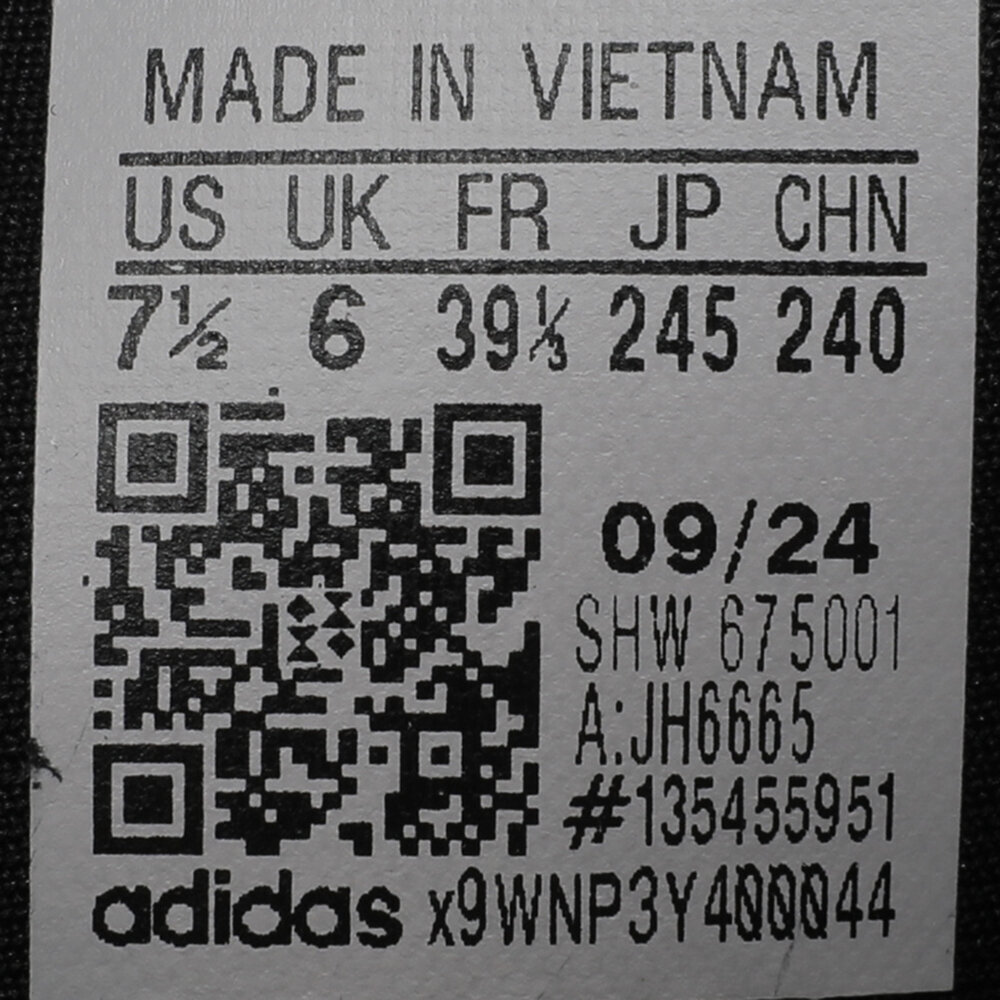 MADE IN VIETNAM
US UK FR JP CHN
7½ 6 39⅓ 245 240
09/24
SHW 675001
A:JH6665
#135455951
adidas x9WNP3Y400044